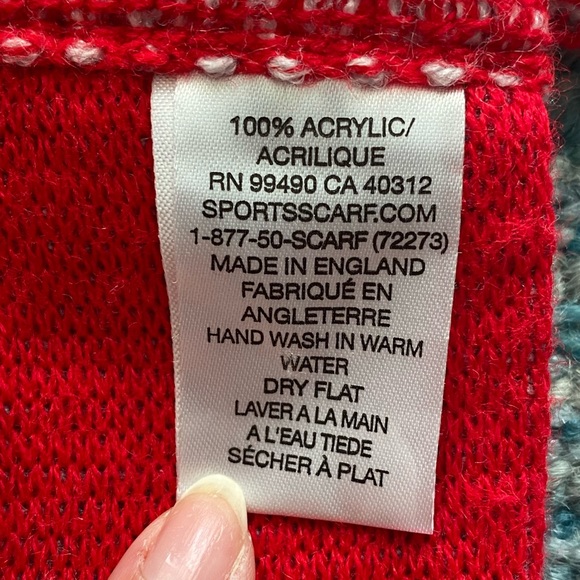 100% ACRYLIC/
ACRILIQUE
RN 99490 CA 40312
SPORTSSCARF.COM
1-877-50-SCARF (72273)
MADE IN ENGLAND
FABRIQUÉ EN
ANGLETERRE
HAND WASH IN WARM
WATER
DRY FLAT
LAVER A LA MAIN
A L'EAU TIEDE
SÉCHER À PLAT